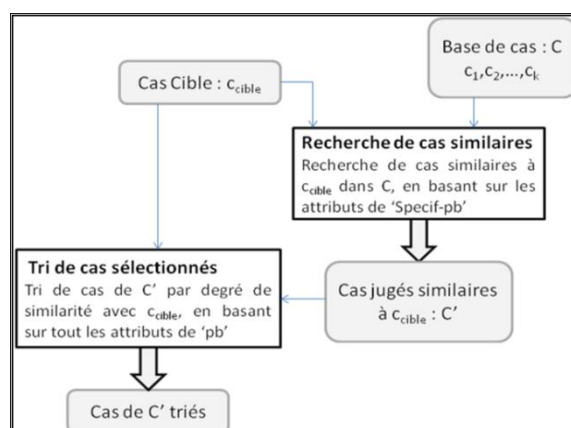 Base de cas : C
c1,c2,...,ck
Cas Cible : ccible
Recherche de cas similaires
Recherche de cas similaires à
ccible dans C, en basant sur les
attributs de ‘Specif-pb’
Tri de cas sélectionnés
Tri de cas de C’ par degré de
similarité avec ccible, en basant
sur tout les attributs de ‘pb’
Cas jugés similaires
à ccible : C’
Cas de C’ triés